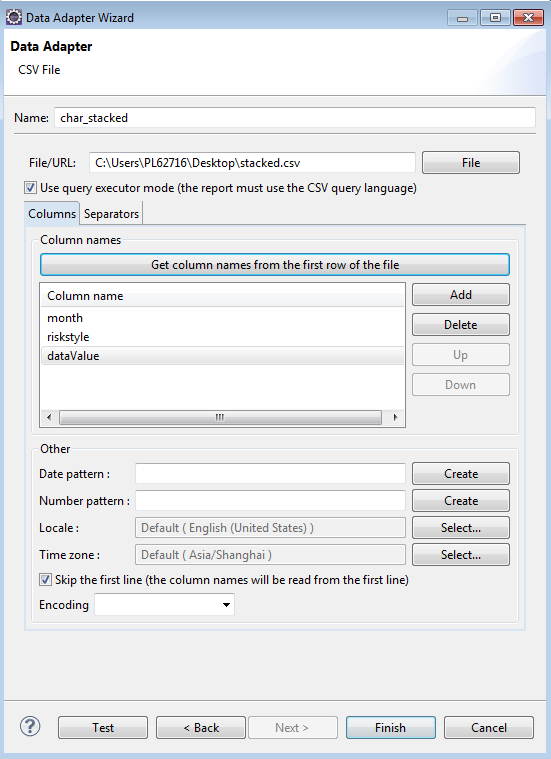 Data Adapter Wizard
Data Adapter
CSV File
Name: char_stacked
File/URL: C:\Users\PL62716\Desktop\stacked.csv File
Use query executor mode (the report must use the CSV query language)
Columns Separators
Column names
Get column names from the first row of the file
Column name Add
month
riskstyle Delete
dataValue Up
Down
Other
Date pattern : Create
Number pattern : Create
Locale : Default ( English (United States) ) Select...
Time zone : Default ( Asia/Shanghai ) Select...
Skip the first line (the column names will be read from the first line)
Encoding
? Test < Back Next > Finish Cancel